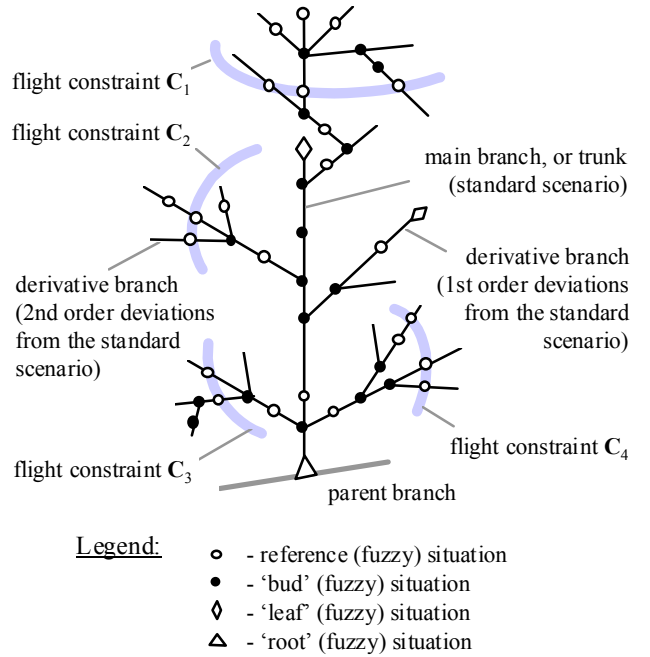 flight constraint C₁
flight constraint C₂
main branch, or trunk
(standard scenario)
derivative branch
(2nd order deviations
from the standard
scenario)
derivative branch
(1st order deviations
from the standard
scenario)
flight constraint C₃
flight constraint C₄
parent branch
Legend:
- reference (fuzzy) situation
- ‘bud’ (fuzzy) situation
- ‘leaf’ (fuzzy) situation
- ‘root’ (fuzzy) situation